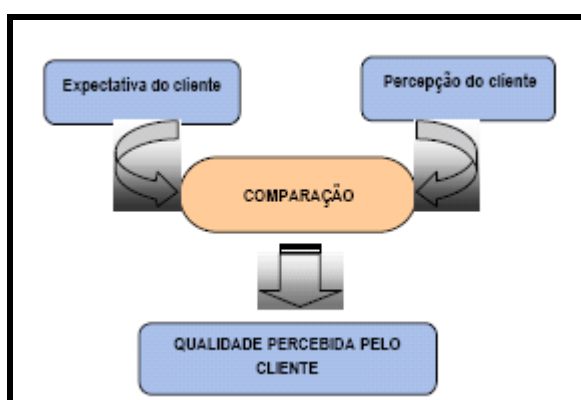 Expectativa do cliente
Percepção do cliente
COMPARAÇÃO
QUALIDADE PERCEBIDA PELO
CLIENTE